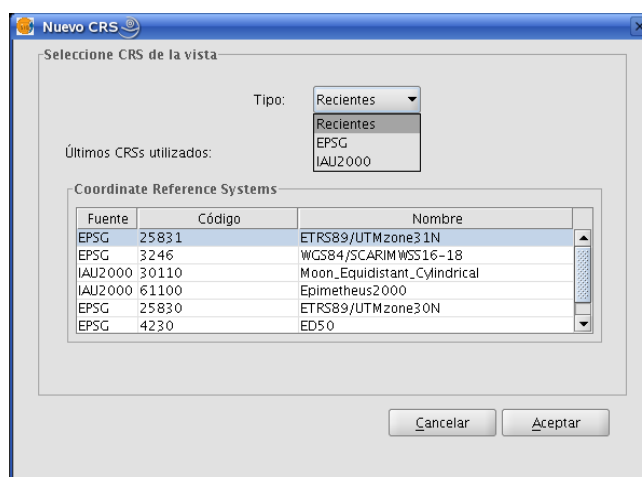 Nuevo CRS
Seleccione CRS de la vista
Tipo: Recientes
Recientes
EPSG
IAU2000
Últimos CRSs utilizados:
Coordinate Reference Systems
Fuente Código Nombre
EPSG 25831 ETRS89/UTMzone31N
EPSG 3246 WGS84/SCARIMWSS16-18
IAU2000 30110 Moon_Equidistant_Cylindrical
IAU2000 61100 Epimetheus2000
EPSG 25830 ETRS89/UTMzone30N
EPSG 4230 ED50
Cancelar Aceptar